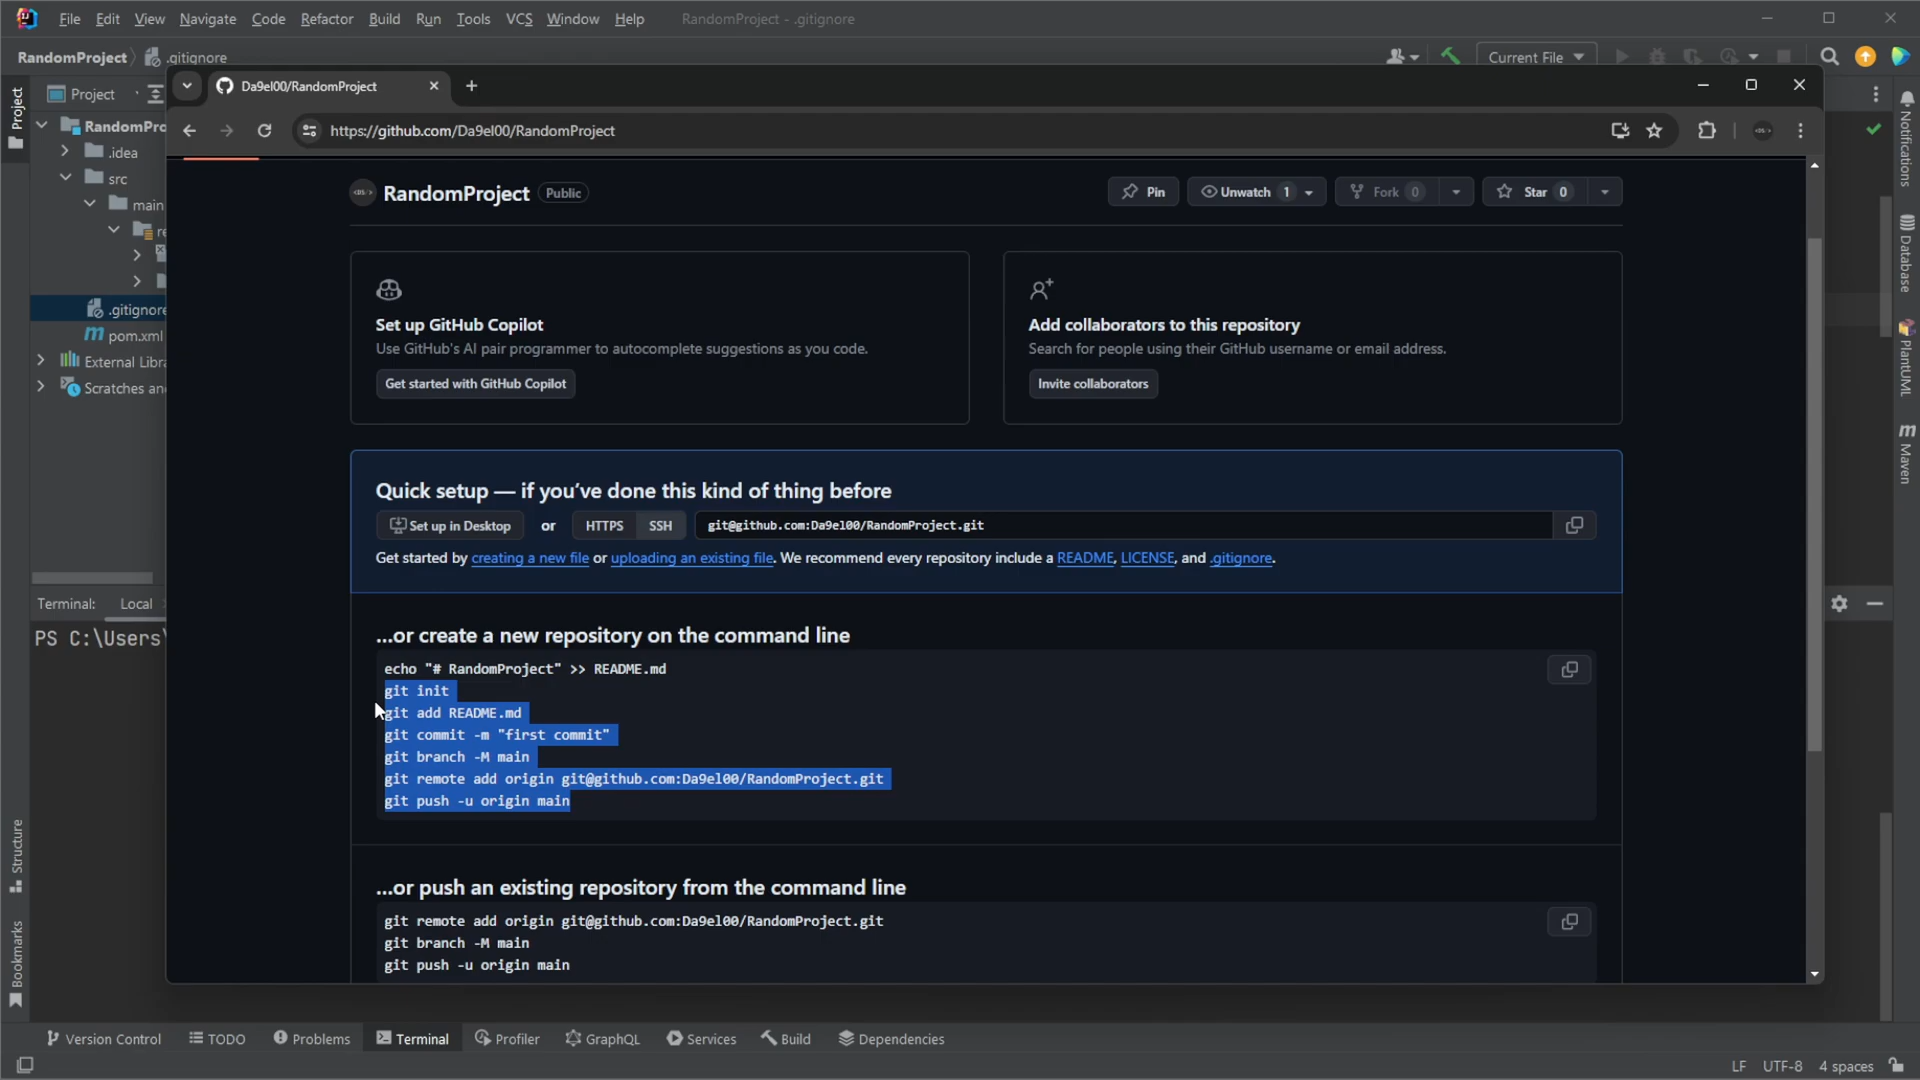 File Edit View Navigate Code Refactor Build Run Tools VCS Window Help RandomProject - .gitignore
RandomProject .gitignore Current File
Project
Da9el00/RandomProject
https://github.com/Da9el00/RandomProject
Project
RandomPro
.idea
src
main
re
.gitignore
pom.xml
External Libra
Scratches an
Notifications
Database
PlantUML
Maven
RandomProject Public
Pin Unwatch 1 Fork 0 Star 0
Set up GitHub Copilot
Use GitHub's AI pair programmer to autocomplete suggestions as you code.
Get started with GitHub Copilot
Add collaborators to this repository
Search for people using their GitHub username or email address.
Invite collaborators
Quick setup — if you've done this kind of thing before
Set up in Desktop or HTTPS SSH git@github.com:Da9el00/RandomProject.git
Get started by creating a new file or uploading an existing file. We recommend every repository include a README, LICENSE, and .gitignore.
…or create a new repository on the command line
echo "# RandomProject" >> README.md
git init
git add README.md
git commit -m "first commit"
git branch -M main
git remote add origin git@github.com:Da9el00/RandomProject.git
git push -u origin main
…or push an existing repository from the command line
git remote add origin git@github.com:Da9el00/RandomProject.git
git branch -M main
git push -u origin main
Terminal: Local
PS C:\Users\
Structure
Bookmarks
Version Control TODO Problems Terminal Profiler GraphQL Services Build Dependencies
LF UTF-8 4 spaces